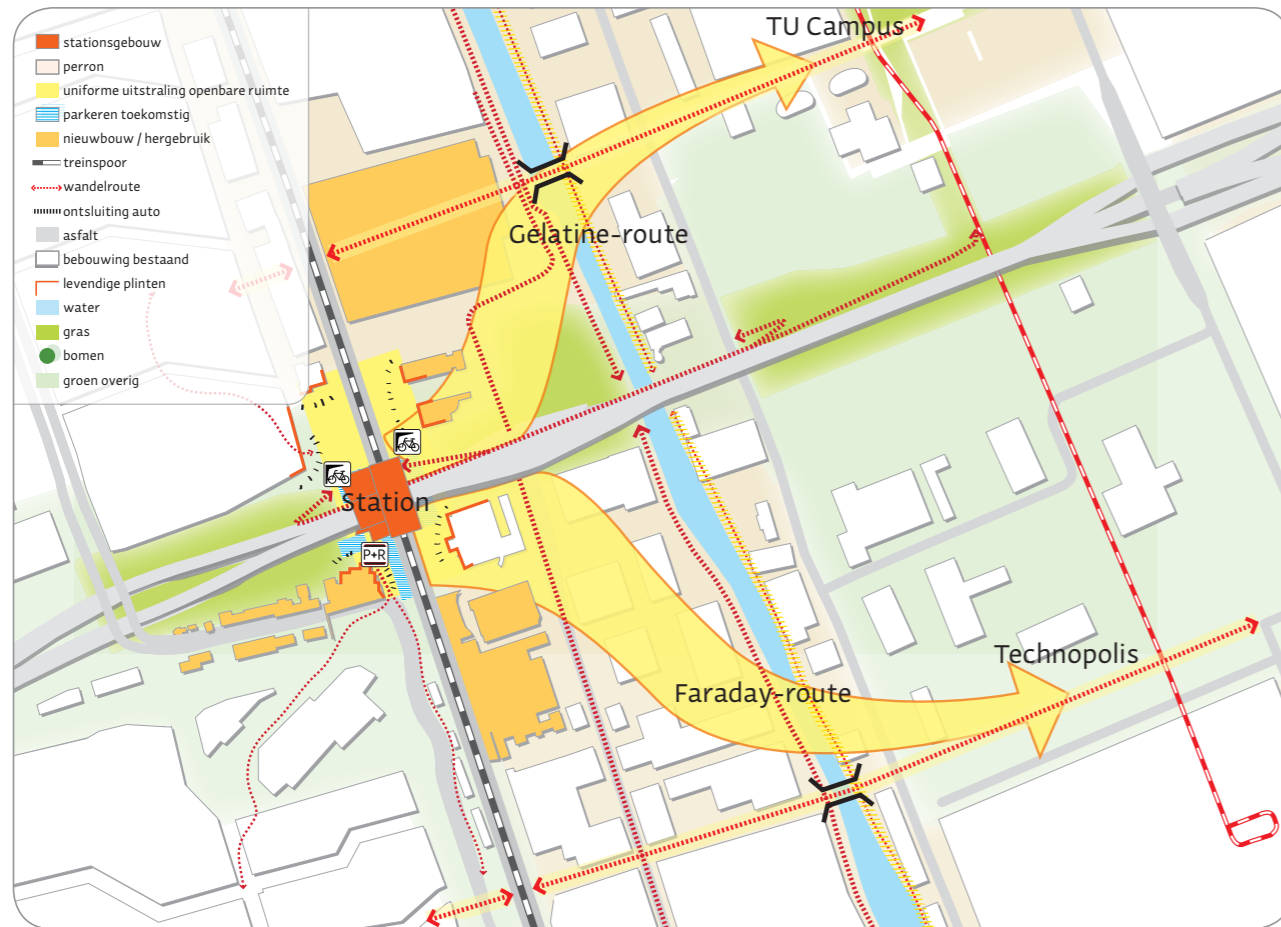 stationsgebouw
perron
uniforme uitstraling openbare ruimte
parkeren toekomstig
nieuwbouw / hergebruik
treinspoor
wandelroute
ontsluiting auto
asfalt
bebouwing bestaand
levendige plinten
water
gras
bomen
groen overig
TU Campus
Gelatine-route
Station
P+R
Technopolis
Faraday-route